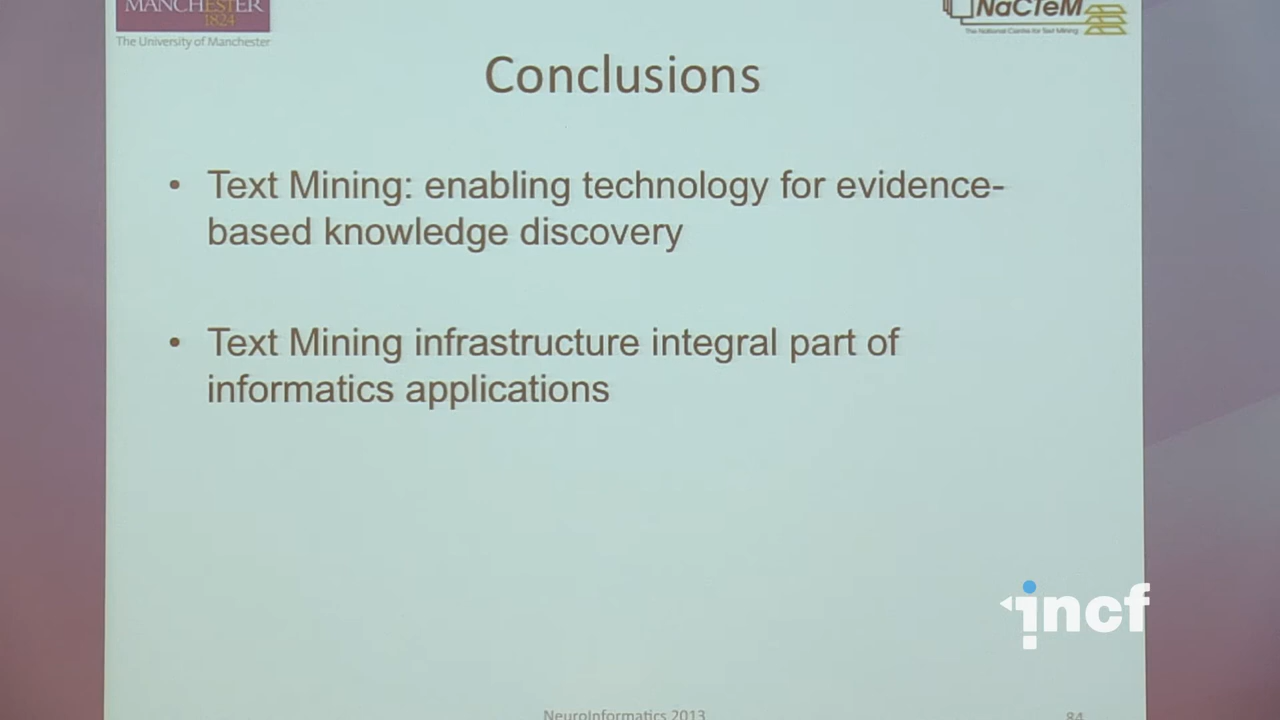 MANCHESTER
1824
The University of Manchester
NaCTeM
The National Centre for Text Mining
Conclusions
• Text Mining: enabling technology for evidence-
based knowledge discovery
• Text Mining infrastructure integral part of
informatics applications
incf
NeuroInformatics 2013
84